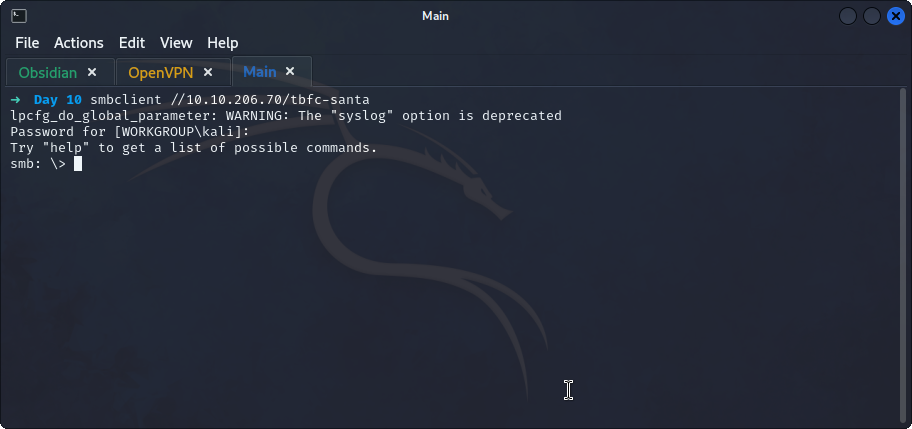 Main
File Actions Edit View Help
Obsidian × OpenVPN × Main ×
➜ Day 10 smbclient //10.10.206.70/tbfc-santa
lpcfg_do_global_parameter: WARNING: The "syslog" option is deprecated
Password for [WORKGROUP\kali]:
Try "help" to get a list of possible commands.
smb: \>